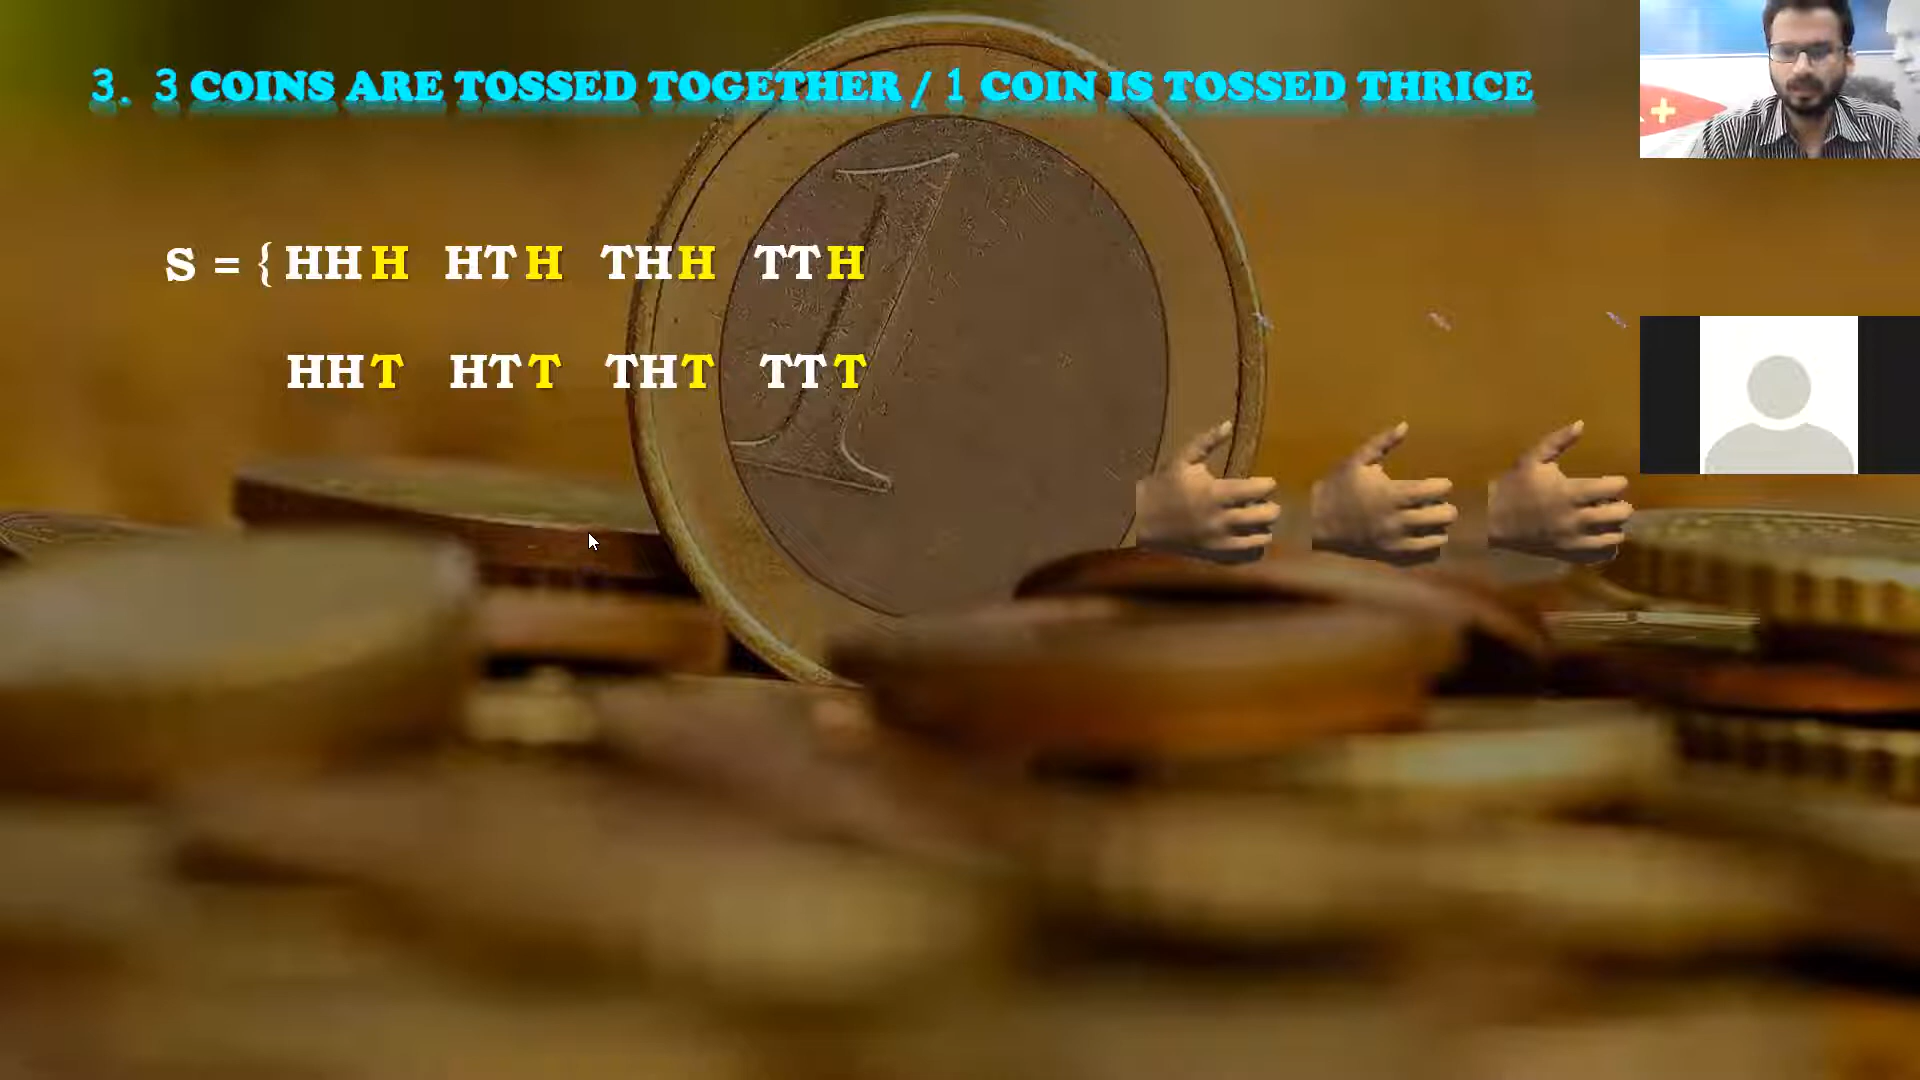 3. 3 COINS ARE TOSSED TOGETHER / 1 COIN IS TOSSED THRICE
S = { HHH HTH THH TTH
HHT HTT THT TTT